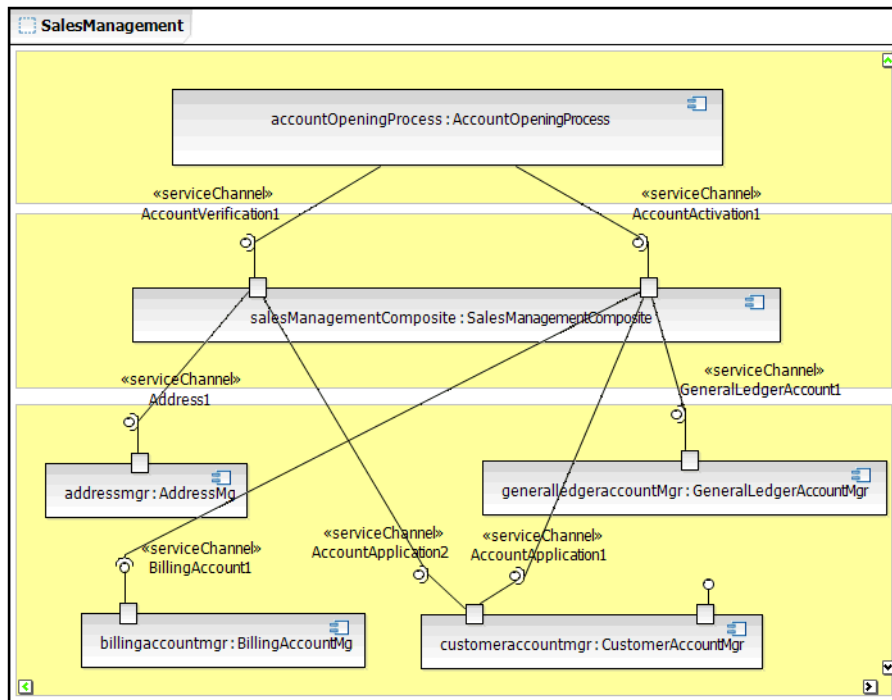 SalesManagement
accountOpeningProcess : AccountOpeningProcess
«serviceChannel»
AccountVerification1
«serviceChannel»
AccountActivation1
salesManagementComposite : SalesManagementComposite
«serviceChannel»
Address1
«serviceChannel»
GeneralLedgerAccount1
addressmgr : AddressMg
generalledgeraccountMgr : GeneralLedgerAccountMgr
«serviceChannel»
BillingAccount1
«serviceChannel»
AccountApplication2
«serviceChannel»
AccountApplication1
billingaccountmgr : BillingAccountMg
customeraccountmgr : CustomerAccountMgr